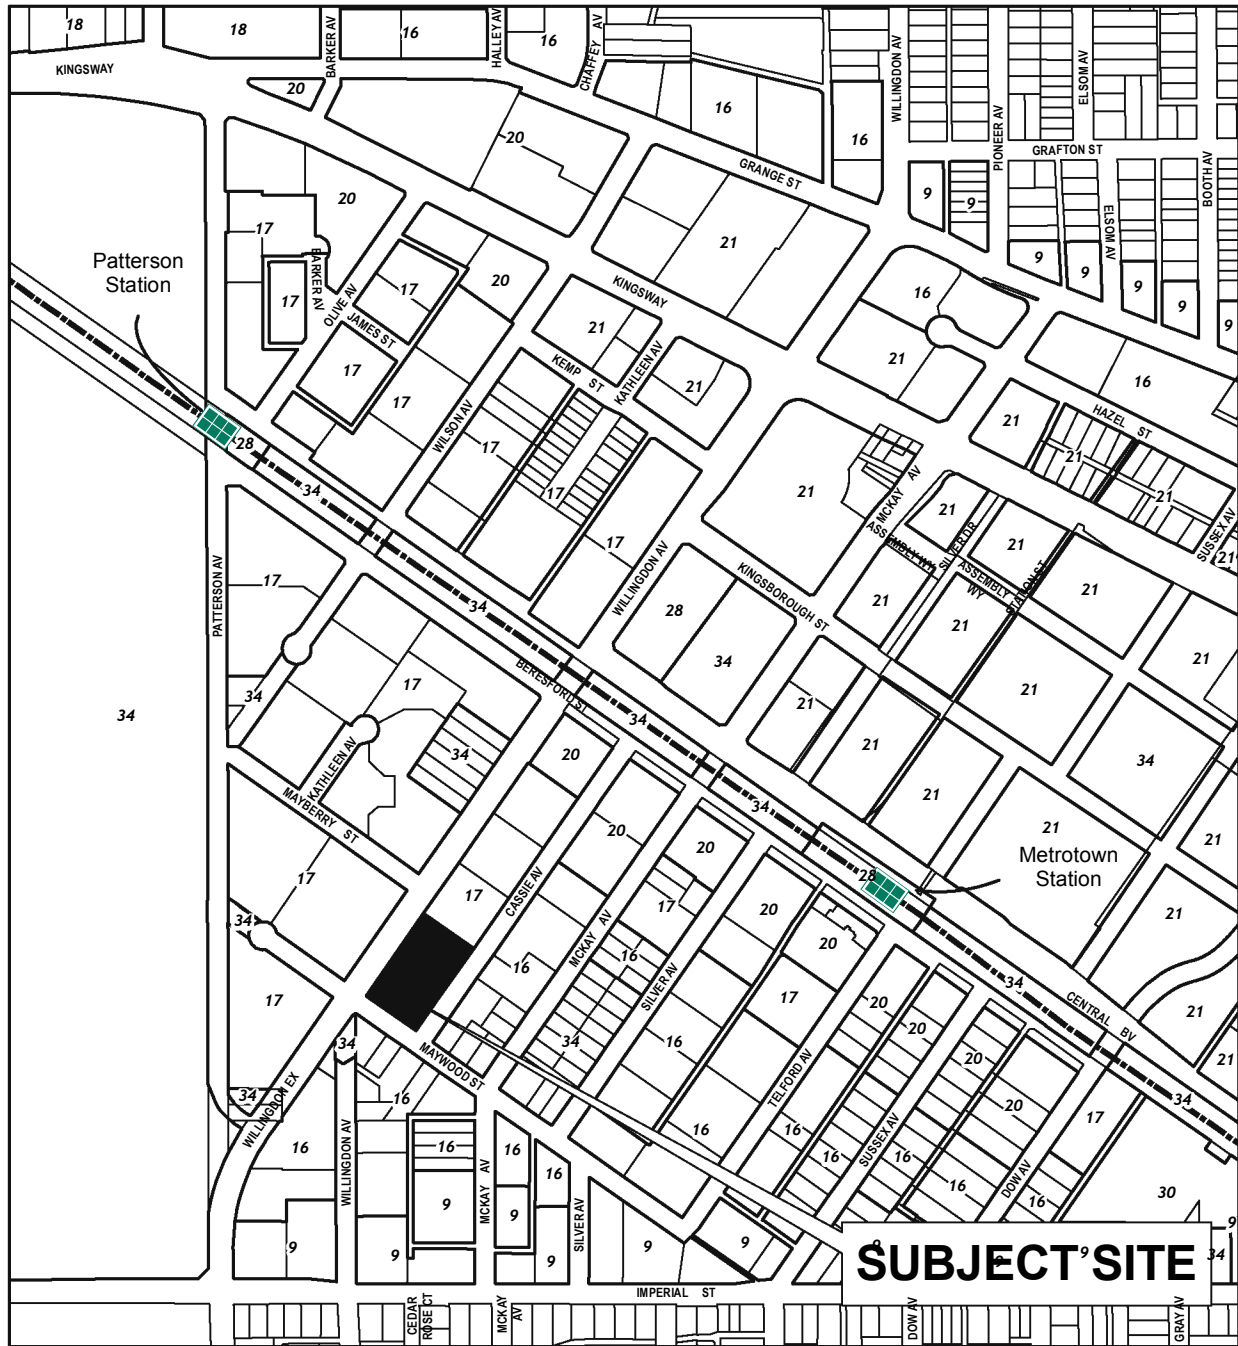 18
18
16
16
BARKER AV
HALLEY AV
CHAFFEY AV
WILLINGDON AV
PIONEER AV
ELSOM AV
BOOTH AV
KINGSWAY
20
20
16
16
GRANGE ST
GRAFTON ST
9
9
ELSOM AV
20
17
21
9
9
9
9
9
Patterson
Station
BARKER AV
17
OLIVE AV
JAMES ST
17
20
KINGSWAY
16
21
21
KEMP ST
KATHLEEN AV
21
16
17
17
WILSON AV
17
17
21
HAZEL ST
21
21
SUSSEX AV
21
28
34
21
MCKAY AV
ASSEMBLY WY
21
SILVER DR
21
ASSEMBLY
WY
STATION ST
21
17
WILLINGDON AV
KINGSBOROUGH ST
PATTERSON AV
17
34
28
34
21
21
21
21
BERESFORD ST
34
17
34
34
21
21
21
34
KATHLEEN AV
34
20
MAYBERRY ST
34
21
21
21
Metrotown
Station
28
20
20
17
17
CASSIE AV
17
34
20
20
21
MCKAY AV
16
16
SILVER AV
17
17
20
34
CENTRAL BV
21
21
34
34
MAYWOOD ST
34
16
TELFORD AV
20
20
20
34
WILLINGDON EX
34
16
16
WILLINGDON AV
16
MCKAY AV
16
16
16
16
16
SUSSEX AV
16
16
DOW AV
16
17
30
9
9
SILVER AV
9
9
9
9
9
9
9
9
9
34
SUBJECT SITE
IMPERIAL ST
CEDAR
ROSE CT
MCKAY
AV
DOW AV
GRAY AV